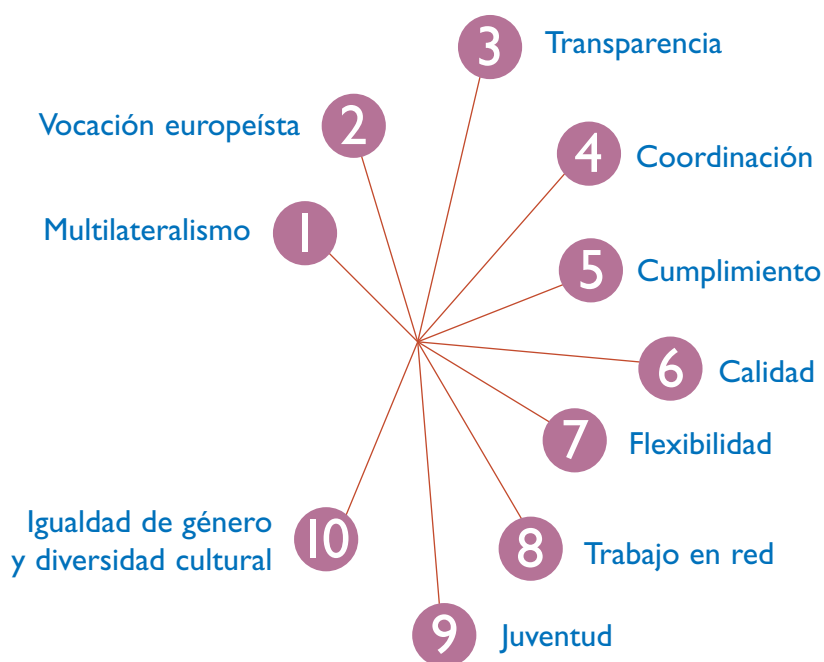 1
Multilateralismo
2
Vocación europeísta
3
Transparencia
4
Coordinación
5
Cumplimiento
6
Calidad
7
Flexibilidad
8
Trabajo en red
9
Juventud
10
Igualdad de género
y diversidad cultural